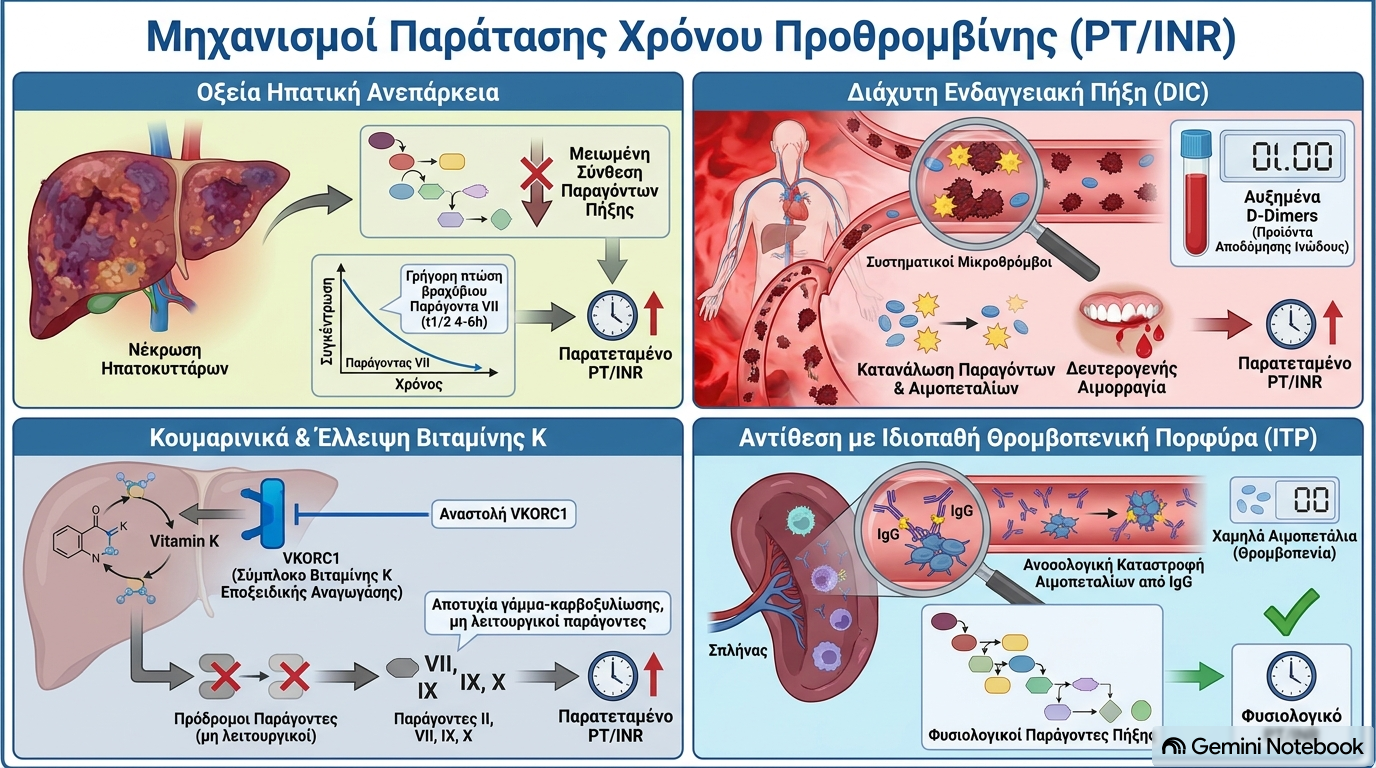 Μηχανισμοί Παράτασης Χρόνου Προθρομβίνης (PT/INR)
Οξεία Ηπατική Ανεπάρκεια
Μειωμένη
Σύνθεση
Παραγόντων
Πήξης
Γρήγορη πτώση
βραχύβιου
Παράγοντα VII
(t1/2 4-6h)
Συγκέντρωση
Παράγοντας VII
Χρόνος
Νέκρωση
Ηπατοκυττάρων
Παρατεταμένο
PT/INR
Διάχυτη Ενδαγγειακή Πήξη (DIC)
01.00
Αυξημένα
D-Dimers
(Προϊόντα
Αποδόμησης Ινώδους)
Συστηματικοί Μικροθρόμβοι
Κατανάλωση Παραγόντων
& Αιμοπεταλίων
Δευτερογενής
Αιμορραγία
Παρατεταμένο
PT/INR
Κουμαρινικά & Έλλειψη Βιταμίνης Κ
O
K
N
Vitamin K
Αναστολή VKORC1
VKORC1
(Σύμπλοκο Βιταμίνης Κ
Εποξειδικής Αναγωγάσης)
Αποτυχία γάμμα-καρβοξυλίωσης,
μη λειτουργικοί παράγοντες
VII,
IX
IX, X
Πρόδρομοι Παράγοντες
(μη λειτουργικοί)
Παράγοντες II,
VII, IX, X
Παρατεταμένο
PT/INR
Αντίθεση με Ιδιοπαθή Θρομβοπενική Πορφύρα (ITP)
IgG
IgG
00
Χαμηλά Αιμοπετάλια
(Θρομβοπενία)
Ανοσολογική Καταστροφή
Αιμοπεταλίων από IgG
Σπλήνας
Φυσιολογικοί Παράγοντες Πήξης
Φυσιολογικό
Gemini Notebook